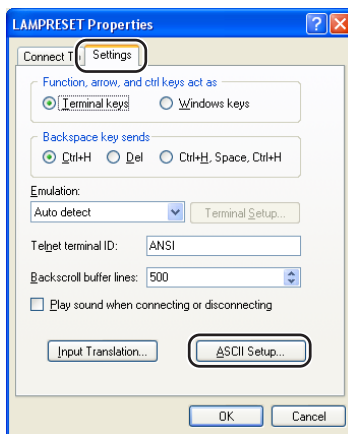 LAMPRESET Properties
Connect T
Settings
Function, arrow, and ctrl keys act as
Terminal keys
Windows keys
Backspace key sends
Ctrl+H
Del
Ctrl+H, Space, Ctrl+H
Emulation:
Auto detect
Terminal Setup...
Telnet terminal ID:
ANSI
Backscroll buffer lines:
500
Play sound when connecting or disconnecting
Input Translation...
ASCII Setup...
OK
Cancel